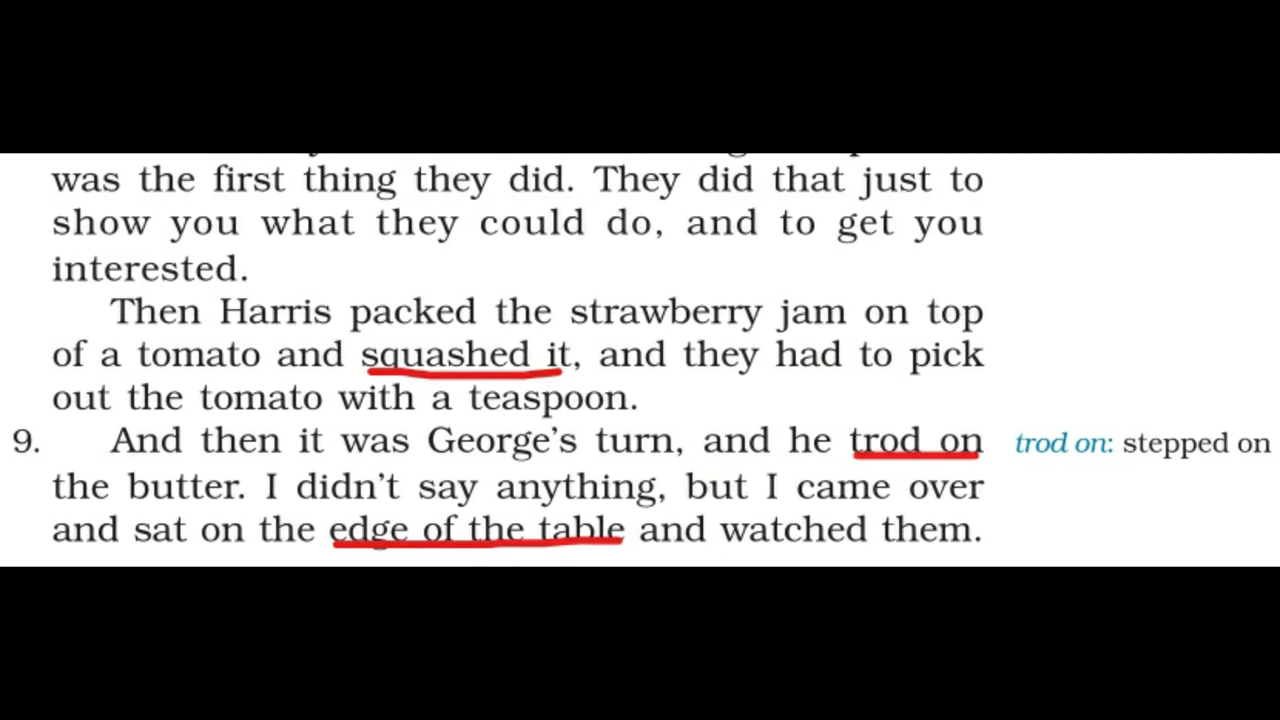 was the first thing they did. They did that just to
show you what they could do, and to get you
interested.
Then Harris packed the strawberry jam on top
of a tomato and squashed it, and they had to pick
out the tomato with a teaspoon.
9. And then it was George's turn, and he trod on trod on: stepped on
the butter. I didn't say anything, but I came over
and sat on the edge of the table and watched them.